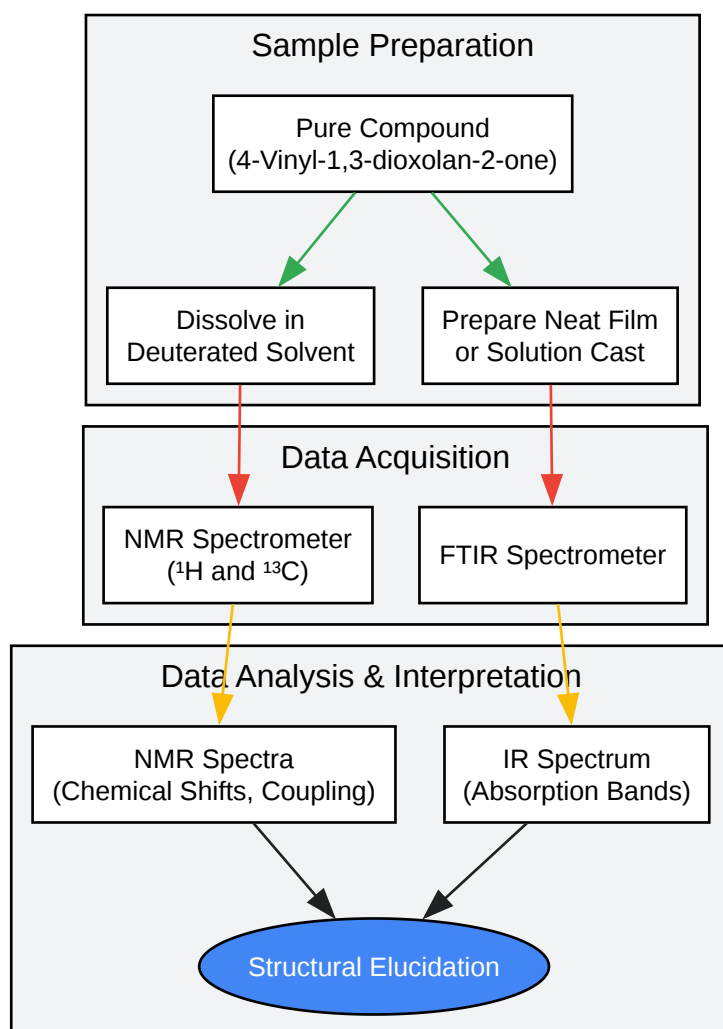 Sample Preparation
Pure Compound
(4-Vinyl-1,3-dioxolan-2-one)
Dissolve in
Deuterated Solvent
Prepare Neat Film
or Solution Cast
Data Acquisition
NMR Spectrometer
(¹H and ¹³C)
FTIR Spectrometer
Data Analysis & Interpretation
NMR Spectra
(Chemical Shifts, Coupling)
IR Spectrum
(Absorption Bands)
Structural Elucidation